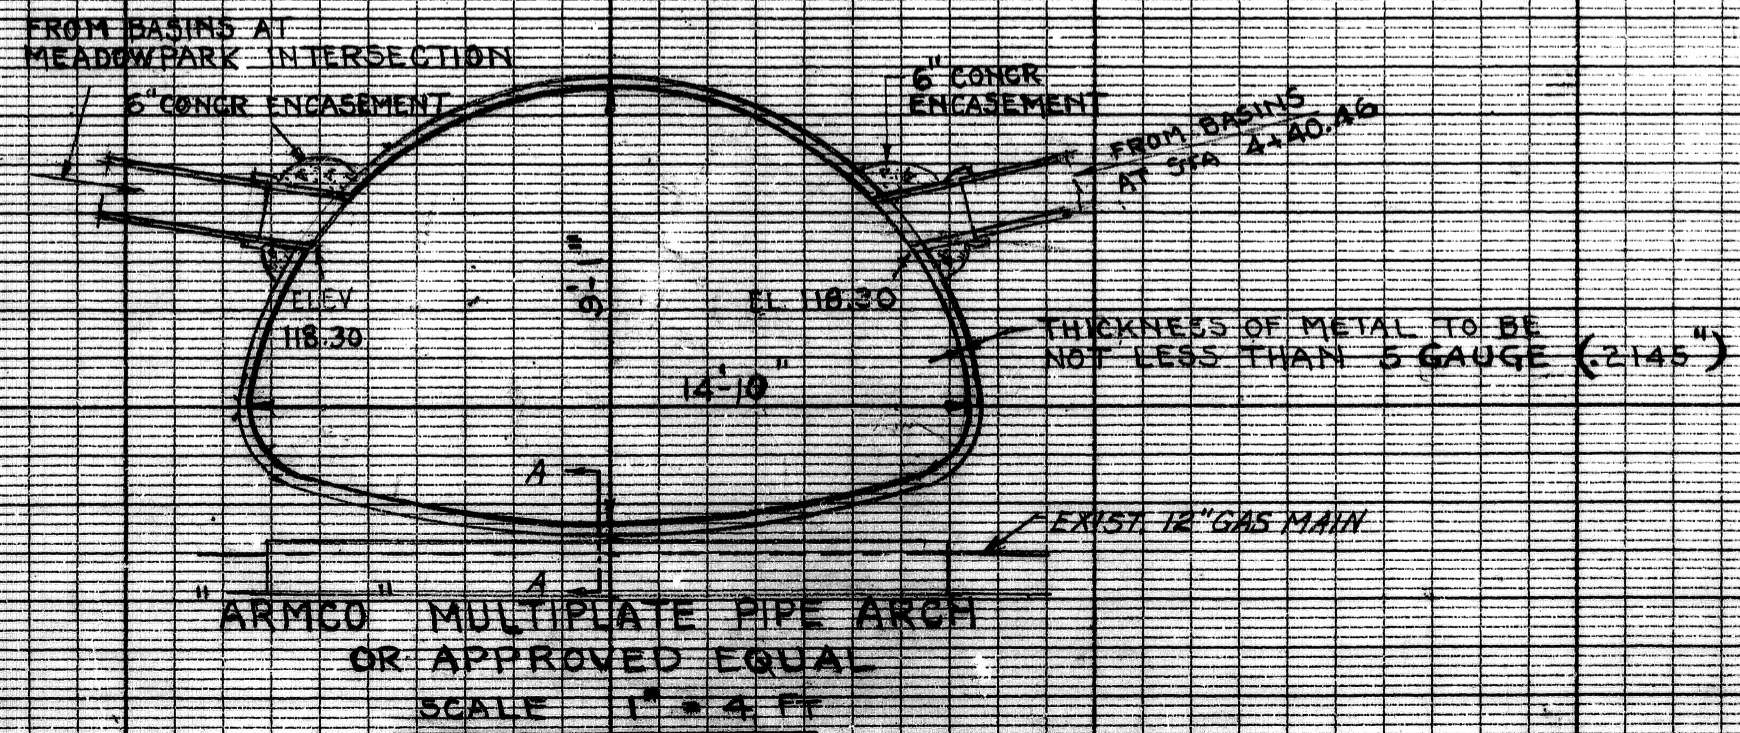 FROM BASINS AT
MEADOWPARK INTERSECTION
6" CONCR ENCASEMENT
6" CONCR
ENCASEMENT
FROM BASINS
AT STA 4+40.46
9'-1"
ELEV
118.30
EL. 118.30
THICKNESS OF METAL TO BE
NOT LESS THAN 5 GAUGE (.2145")
14'-10"
A
EXIST. 12" GAS MAIN
A
"ARMCO" MULTIPLATE PIPE ARCH
OR APPROVED EQUAL
SCALE 1" = 4 FT